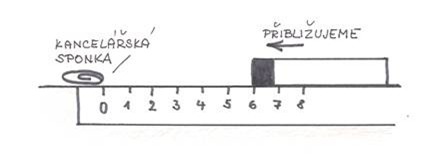 KANCELÁŘSKÁ
SPONKA
PŘIBLIŽUJEME
0 1 2 3 4 5 6 7 8